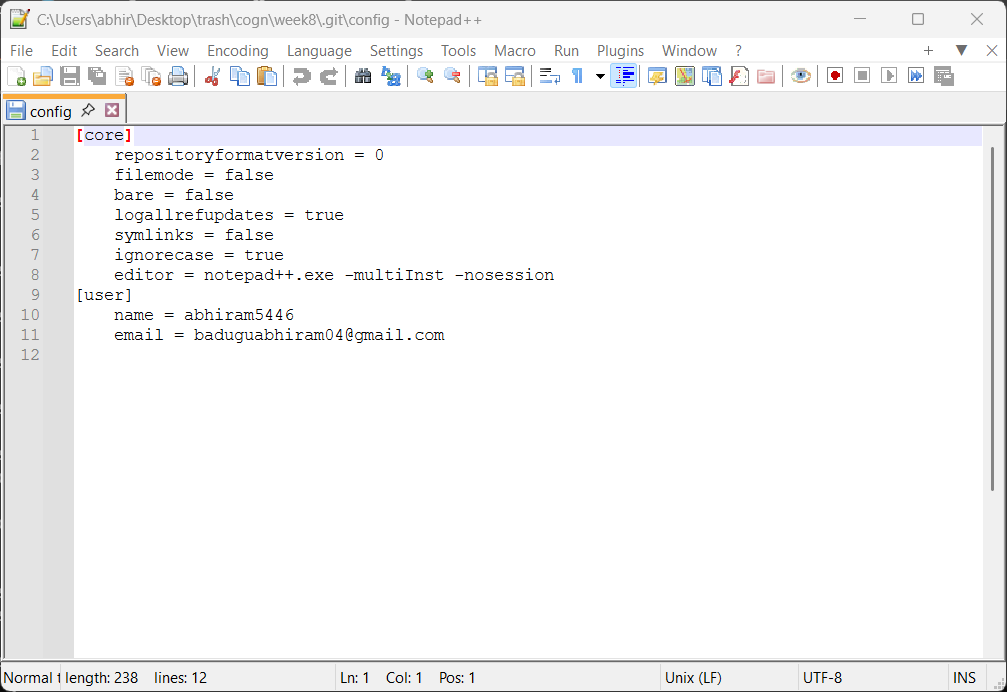 C:\Users\abhir\Desktop\trash\cogn\week8\.git\config - Notepad++
File Edit Search View Encoding Language Settings Tools Macro Run Plugins Window ? + ▼ X
config
1 [core]
2 repositoryformatversion = 0
3 filemode = false
4 bare = false
5 logallrefupdates = true
6 symlinks = false
7 ignorecase = true
8 editor = notepad++.exe -multiInst -nosession
9 [user]
10 name = abhiram5446
11 email = baduguabhiram04@gmail.com
12
Normal t length: 238 lines: 12 Ln: 1 Col: 1 Pos: 1 Unix (LF) UTF-8 INS